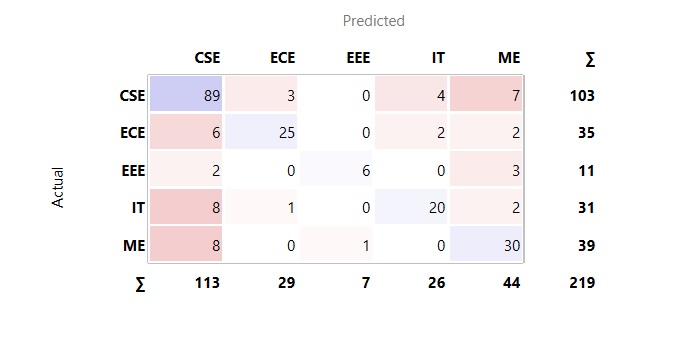 Predicted
CSE ECE EEE IT ME ∑
CSE 89 3 0 4 7 103
ECE 6 25 0 2 2 35
EEE 2 0 6 0 3 11
Actual
IT 8 1 0 20 2 31
ME 8 0 1 0 30 39
∑ 113 29 7 26 44 219